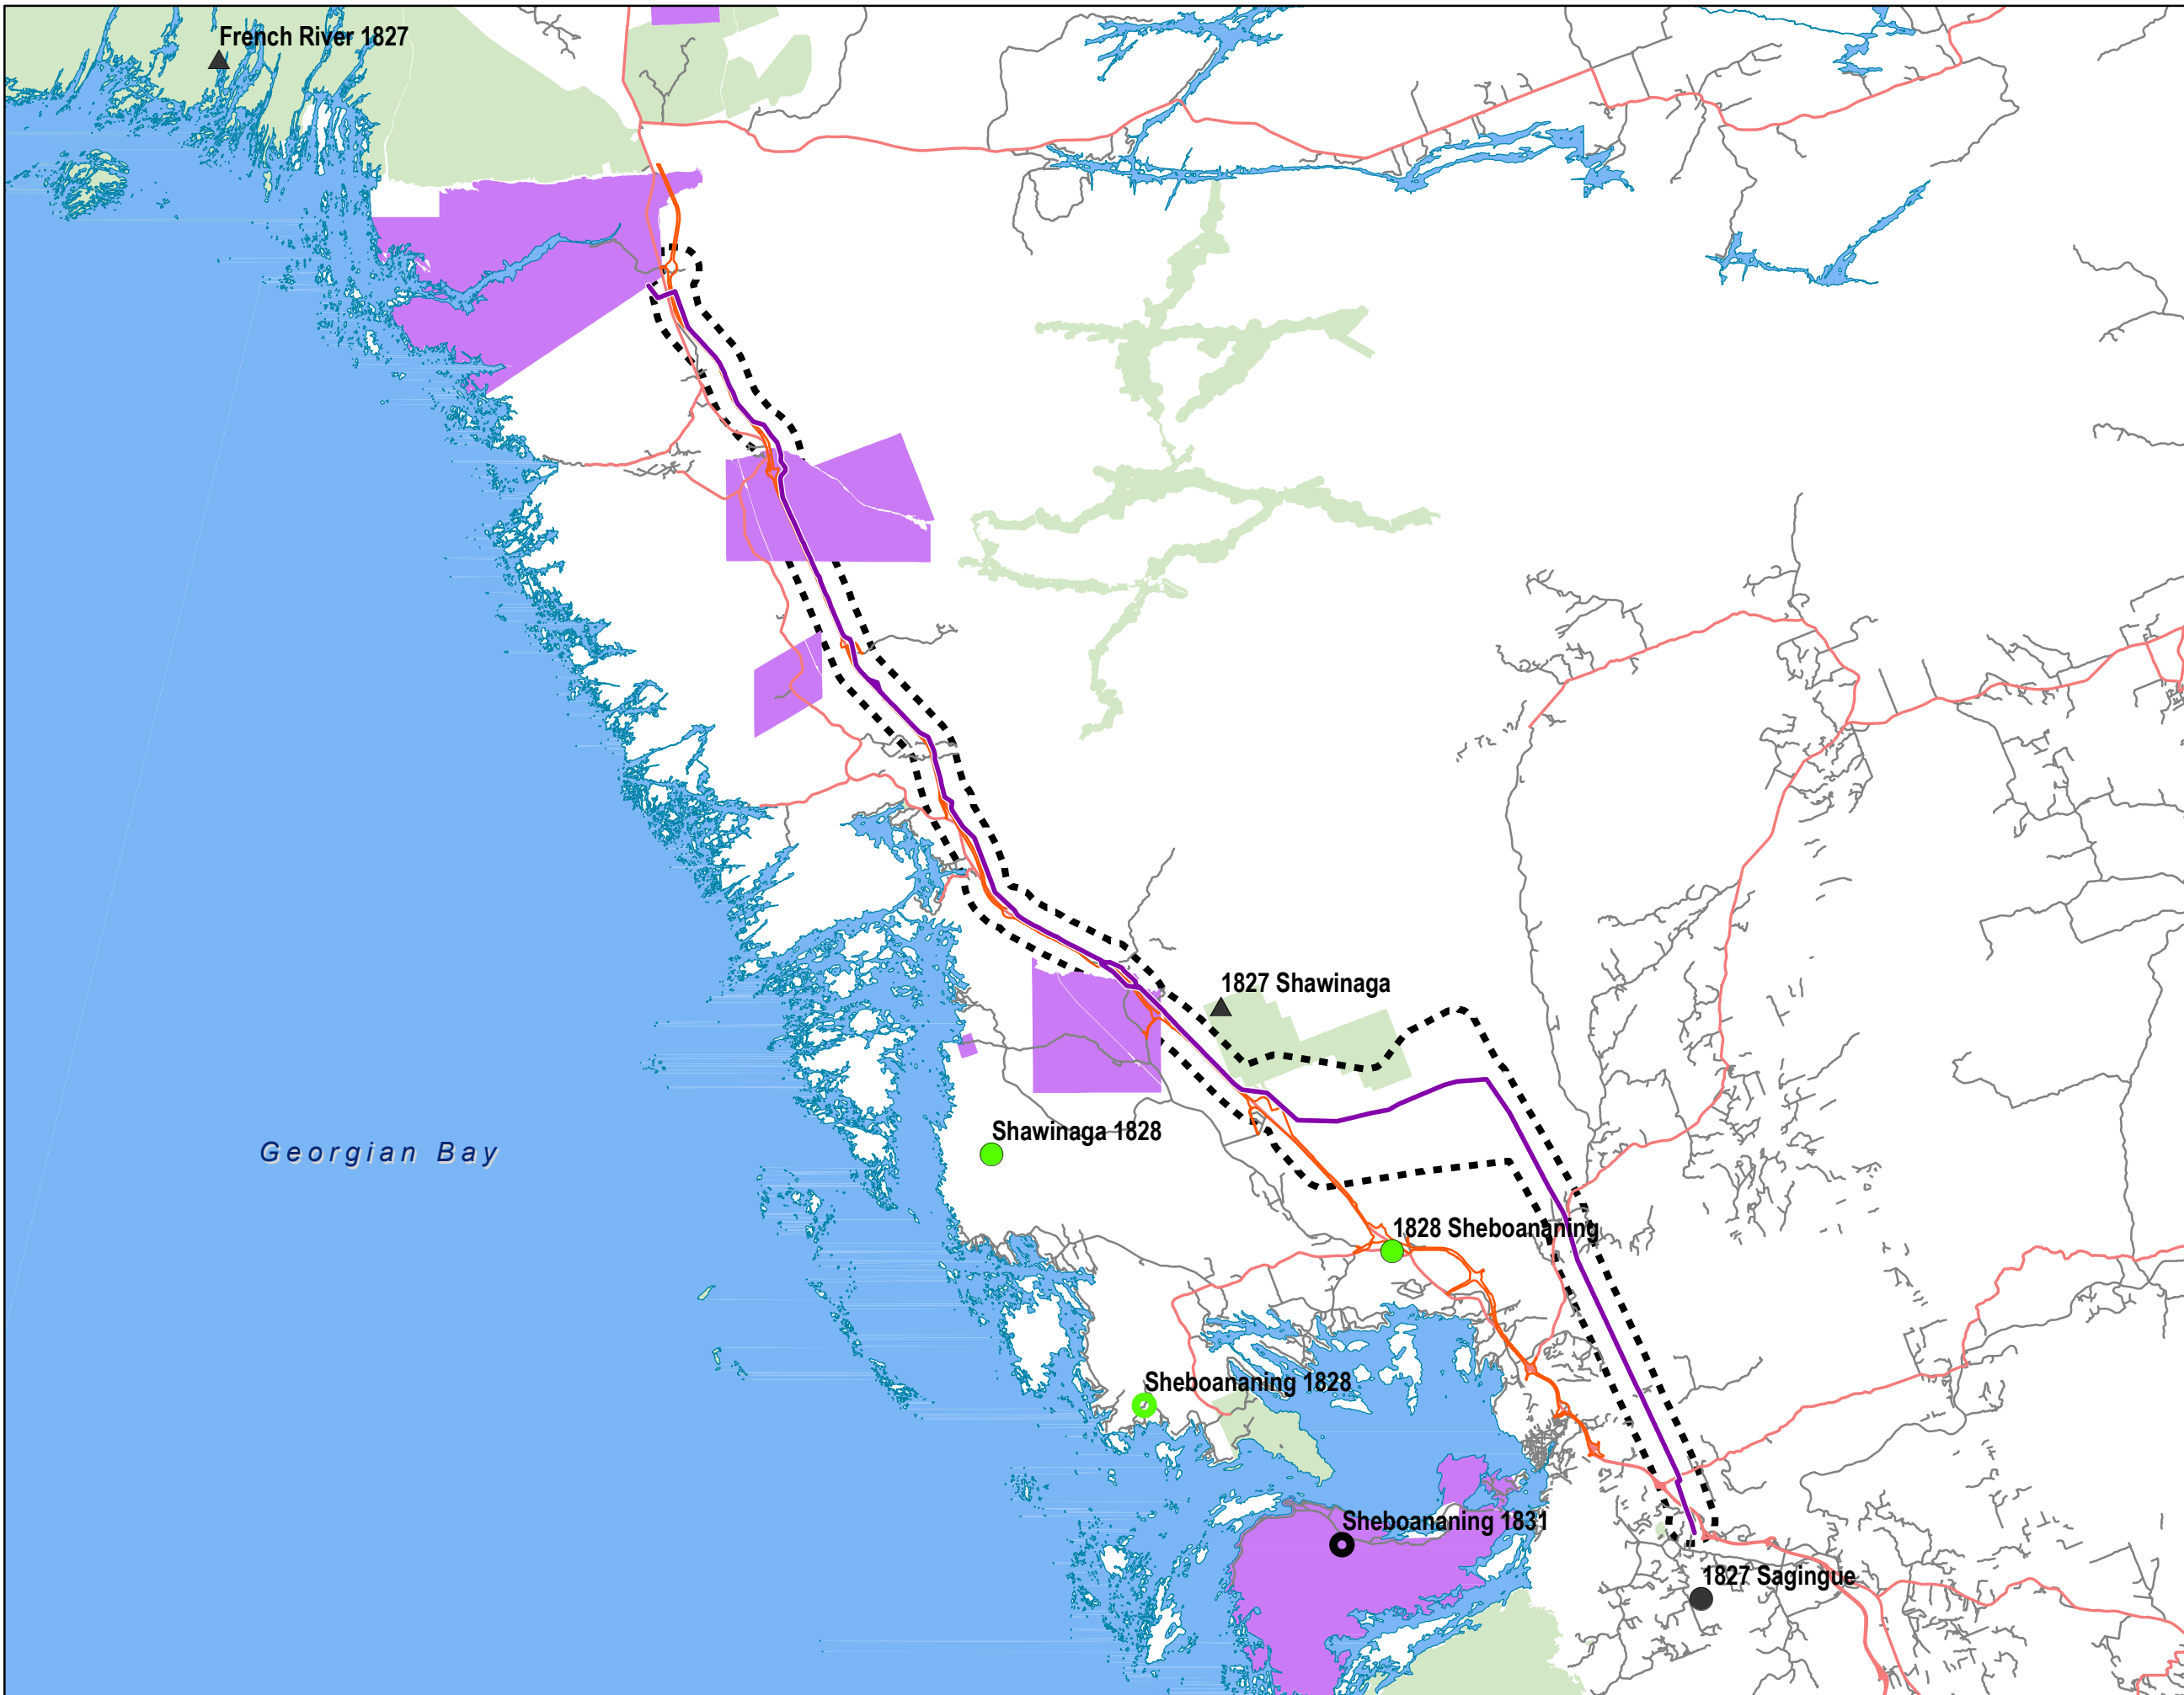 French River 1827
1827 Shawinaga
Shawinaga 1828
Georgian Bay
1828 Sheboananing
Sheboananing 1828
Sheboananing 1831
1827 Sagingue